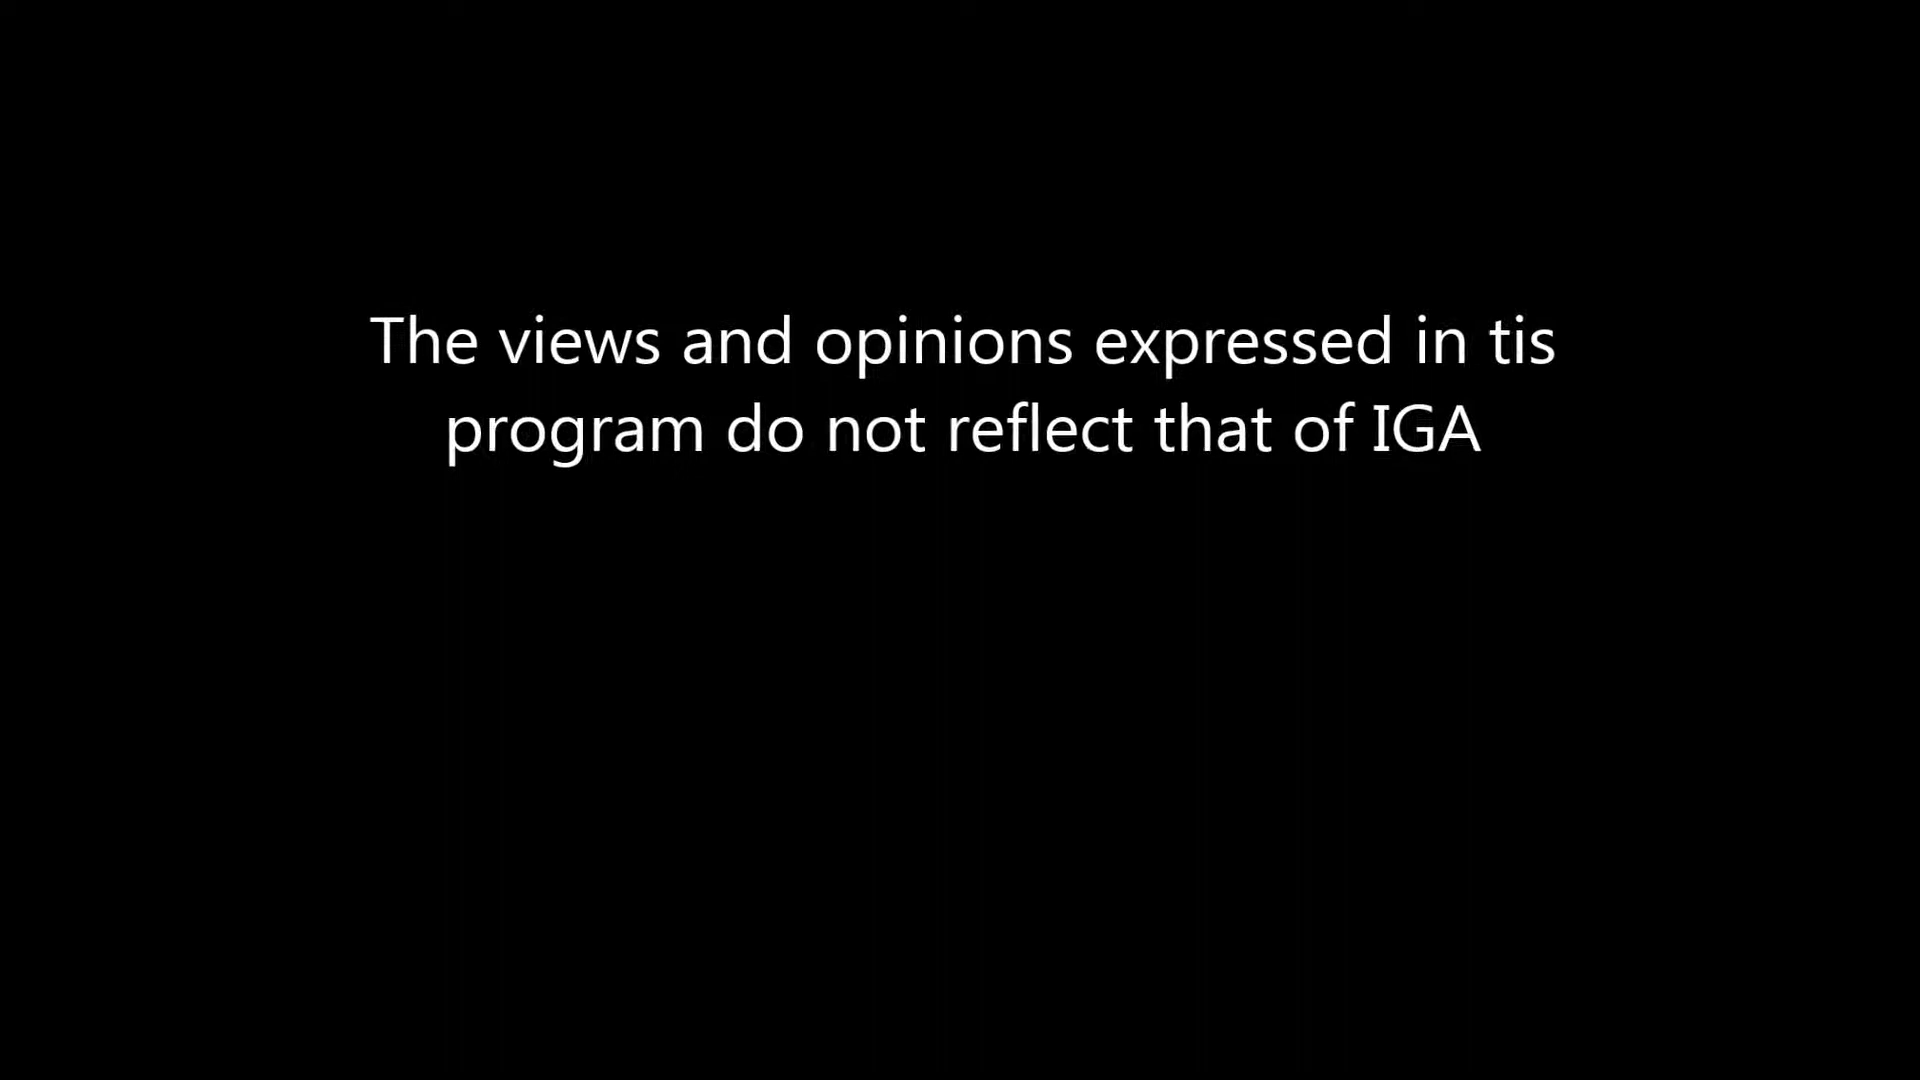 The views and opinions expressed in tis
program do not reflect that of IGA